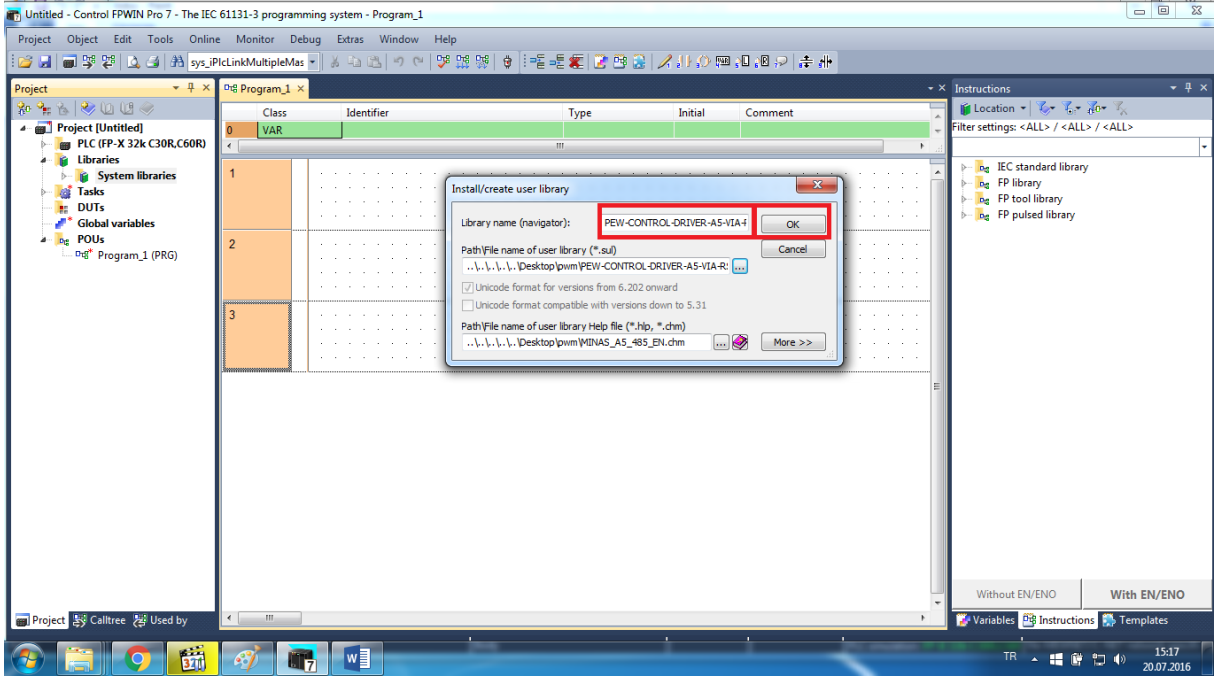 Untitled - Control FPWIN Pro 7 - The IEC 61131-3 programming system - Program_1
Project Object Edit Tools Online Monitor Debug Extras Window Help
sys_iPlcLinkMultipleMas
Project
Project [Untitled]
PLC (FP-X 32k C30R,C60R)
Libraries
System libraries
Tasks
DUTs
Global variables
POUs
Program_1 (PRG)
Project Calltree Used by
Program_1
Class Identifier Type Initial Comment
0 VAR
1
2
3
Install/create user library
Library name (navigator): PEW-CONTROL-DRIVER-A5-VIA-
OK
Path\File name of user library (*.sul)
Cancel
..\..\..\..\Desktop\pwm\PEW-CONTROL-DRIVER-A5-VIA-R ...
Unicode format for versions from 6.202 onward
Unicode format compatible with versions down to 5.31
Path\File name of user library Help file (*.hlp, *.chm)
..\..\..\..\Desktop\pwm\MINAS_A5_485_EN.chm ... More >>
Instructions
Location
Filter settings: <ALL> / <ALL> / <ALL>
IEC standard library
FP library
FP tool library
FP pulsed library
Without EN/ENO With EN/ENO
Variables Instructions Templates
321
7
W
TR
15:17
20.07.2016